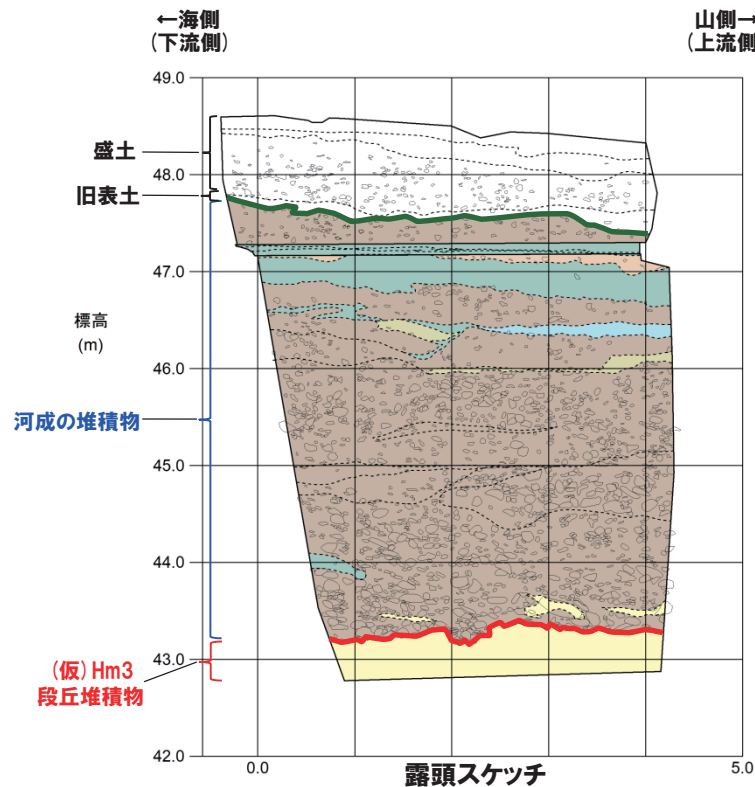 ←海側
(下流側)
山側→
(上流側)
49.0
盛土
48.0
旧表土
47.0
標高
(m)
46.0
河成の堆積物
45.0
44.0
43.0
(仮)Hm3
段丘堆積物
42.0
0.0
露頭スケッチ
5.0